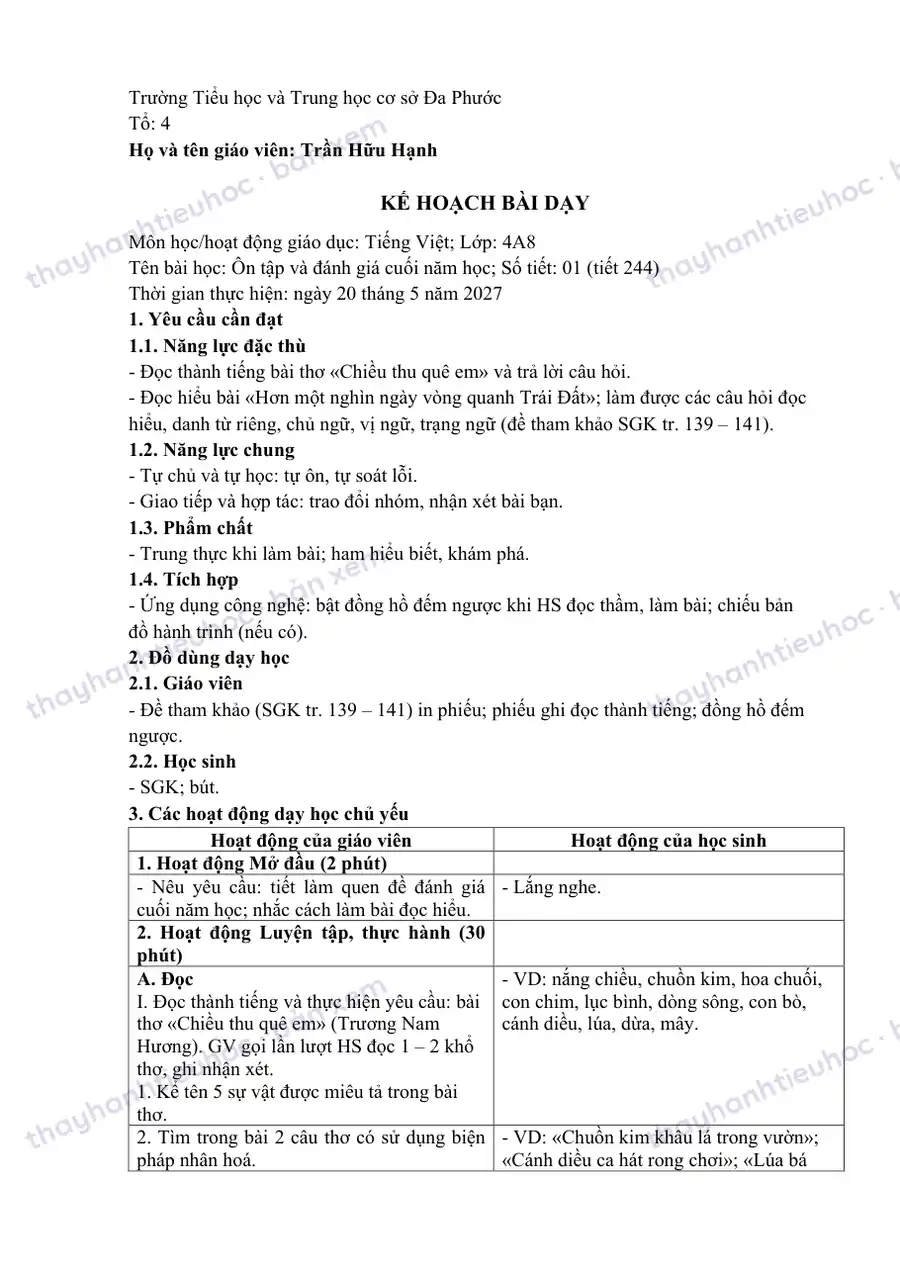 Trường Tiểu học và Trung học cơ sở Đa Phước
Tổ: 4
Họ và tên giáo viên: Trần Hữu Hạnh
KẾ HOẠCH BÀI DẠY
Môn học/hoạt động giáo dục: Tiếng Việt; Lớp: 4A8
Tên bài học: Ôn tập và đánh giá cuối năm học; Số tiết: 01 (tiết 244)
Thời gian thực hiện: ngày 20 tháng 5 năm 2027
1. Yêu cầu cần đạt
1.1. Năng lực đặc thù
- Đọc thành tiếng bài thơ «Chiều thu quê em» và trả lời câu hỏi.
- Đọc hiểu bài «Hơn một nghìn ngày vòng quanh Trái Đất»; làm được các câu hỏi đọc
hiểu, danh từ riêng, chủ ngữ, vị ngữ, trạng ngữ (đề tham khảo SGK tr. 139 – 141).
1.2. Năng lực chung
- Tự chủ và tự học: tự ôn, tự soát lỗi.
- Giao tiếp và hợp tác: trao đổi nhóm, nhận xét bài bạn.
1.3. Phẩm chất
- Trung thực khi làm bài; ham hiểu biết, khám phá.
1.4. Tích hợp
- Ứng dụng công nghệ: bật đồng hồ đếm ngược khi HS đọc thầm, làm bài; chiếu bản
đồ hành trình (nếu có).
2. Đồ dùng dạy học
2.1. Giáo viên
- Đề tham khảo (SGK tr. 139 – 141) in phiếu; phiếu ghi đọc thành tiếng; đồng hồ đếm
ngược.
2.2. Học sinh
- SGK; bút.
3. Các hoạt động dạy học chủ yếu
Hoạt động của giáo viên
Hoạt động của học sinh
1. Hoạt động Mở đầu (2 phút)
- Nêu yêu cầu: tiết làm quen đề đánh giá
cuối năm học; nhắc cách làm bài đọc hiểu.
- Lắng nghe.
2. Hoạt động Luyện tập, thực hành (30
phút)
A. Đọc
I. Đọc thành tiếng và thực hiện yêu cầu: bài
thơ «Chiều thu quê em» (Trương Nam
Hương). GV gọi lần lượt HS đọc 1 – 2 khổ
thơ, ghi nhận xét.
1. Kể tên 5 sự vật được miêu tả trong bài
thơ.
- VD: nắng chiều, chuồn kim, hoa chuối,
con chim, lục bình, dòng sông, con bò,
cánh diều, lúa, dừa, mây.
2. Tìm trong bài 2 câu thơ có sử dụng biện
pháp nhân hoá.
- VD: «Chuồn kim khâu lá trong vườn»;
«Cánh diều ca hát rong chơi»; «Lúa bá
thayhanhtieuhoc · bản xem
thayhanhtieuhoc · b
thayhanhtieuhoc · bản xem
thayhanhtieuhoc · b
thayhanhtieuhoc · bản xem
thayhanhtieuhoc · b